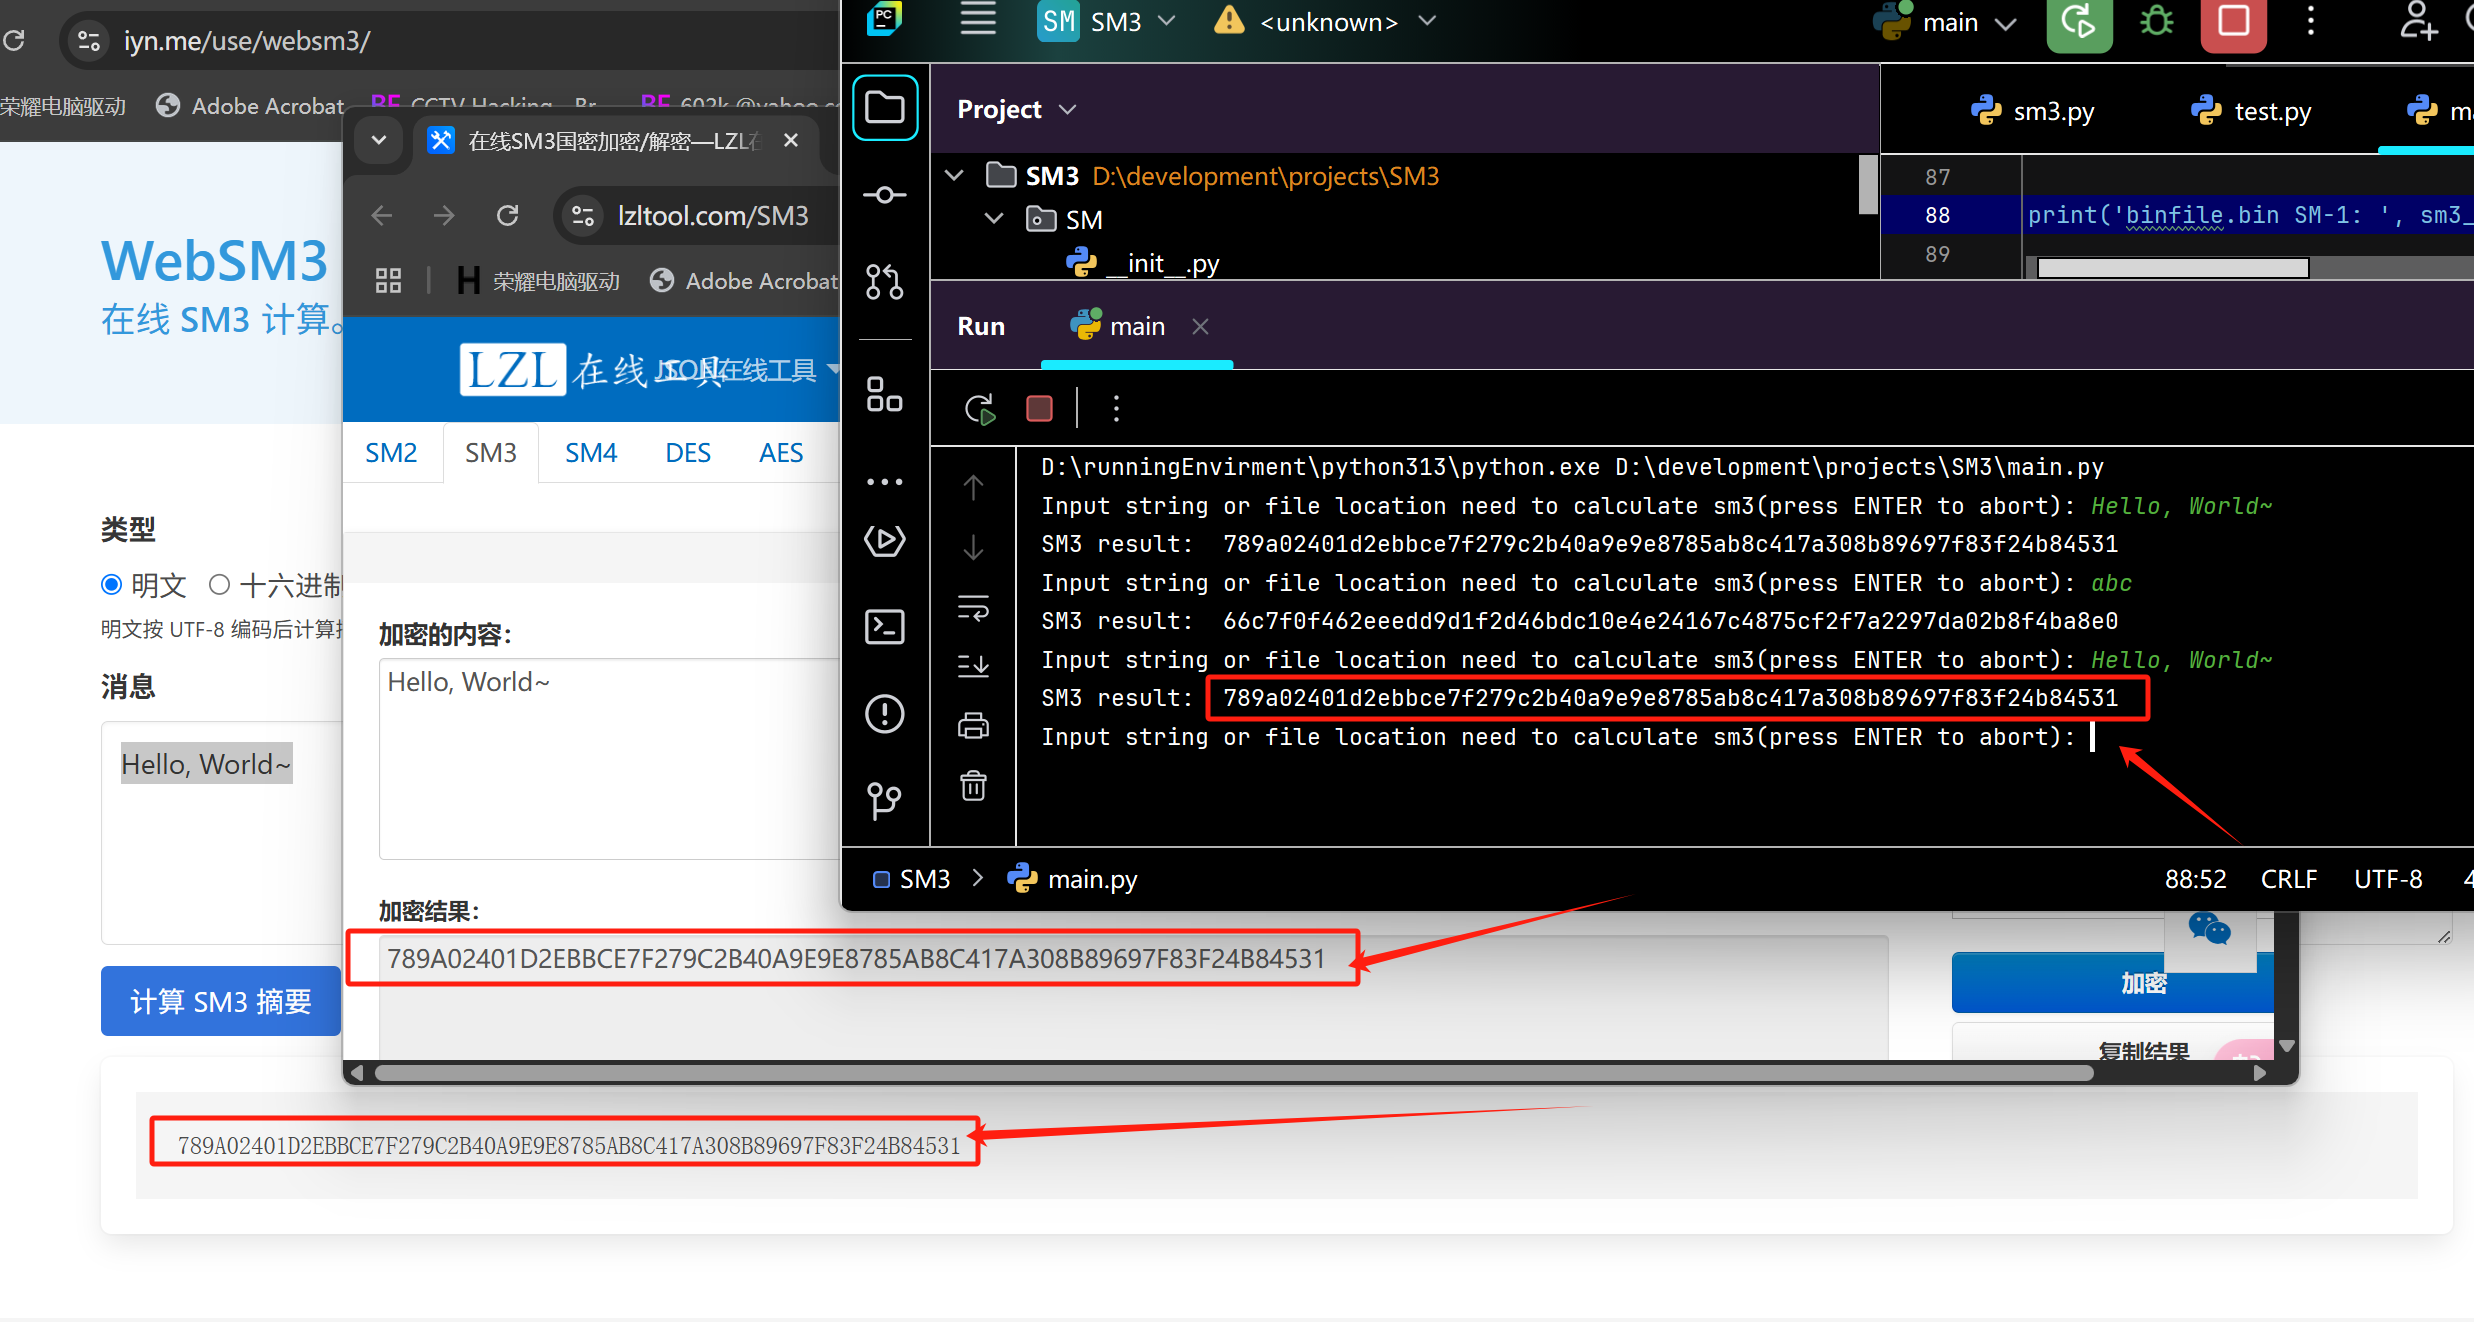 iyn.me/use/websm3/
荣耀电脑驱动
Adobe Acrobat
WebSM3
在线 SM3 计算。
类型
明文
十六进制
明文按 UTF-8 编码后计算
消息
Hello, World~
计算 SM3 摘要
789A02401D2EBBCE7F279C2B40A9E9E8785AB8C417A308B89697F83F24B84531
在线SM3国密加密/解密—LZL在
lzltool.com/SM3
荣耀电脑驱动
Adobe Acrobat
LZL 在线工具
JSON在线工具
SM2
SM3
SM4
DES
AES
加密的内容：
Hello, World~
加密结果：
789A02401D2EBBCE7F279C2B40A9E9E8785AB8C417A308B89697F83F24B84531
加密
复制结果
PC
SM
SM3
<unknown>
main
Project
sm3.py
test.py
SM3 D:\development\projects\SM3
SM
__init__.py
87
88 print('binfile.bin SM-1: ', sm3_
89
Run
main
D:\runningEnvirment\python313\python.exe D:\development\projects\SM3\main.py
Input string or file location need to calculate sm3(press ENTER to abort): Hello, World~
SM3 result:  789a02401d2ebbce7f279c2b40a9e9e8785ab8c417a308b89697f83f24b84531
Input string or file location need to calculate sm3(press ENTER to abort): abc
SM3 result:  66c7f0f462eeedd9d1f2d46bdc10e4e24167c4875cf2f7a2297da02b8f4ba8e0
Input string or file location need to calculate sm3(press ENTER to abort): Hello, World~
SM3 result:  789a02401d2ebbce7f279c2b40a9e9e8785ab8c417a308b89697f83f24b84531
Input string or file location need to calculate sm3(press ENTER to abort):
SM3 > main.py
88:52
CRLF
UTF-8
4